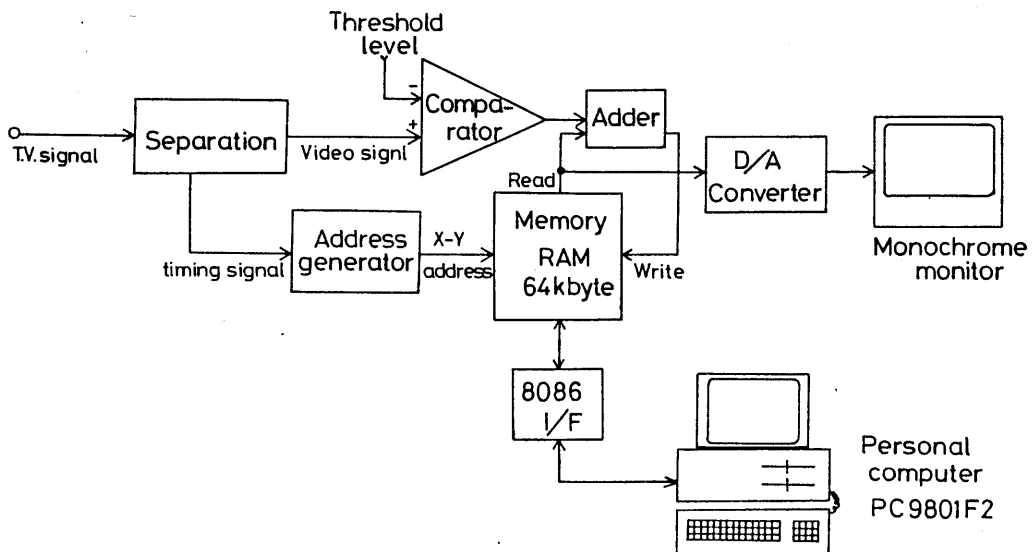 Threshold
level
−
Compa-
rator
+
Adder
Separation
T.V. signal
Video signl
Read
D/A
Converter
Monochrome
monitor
Address
generator
timing signal
X-Y
address
Memory
RAM
64kbyte
Write
8086
I/F
Personal
computer
PC9801F2